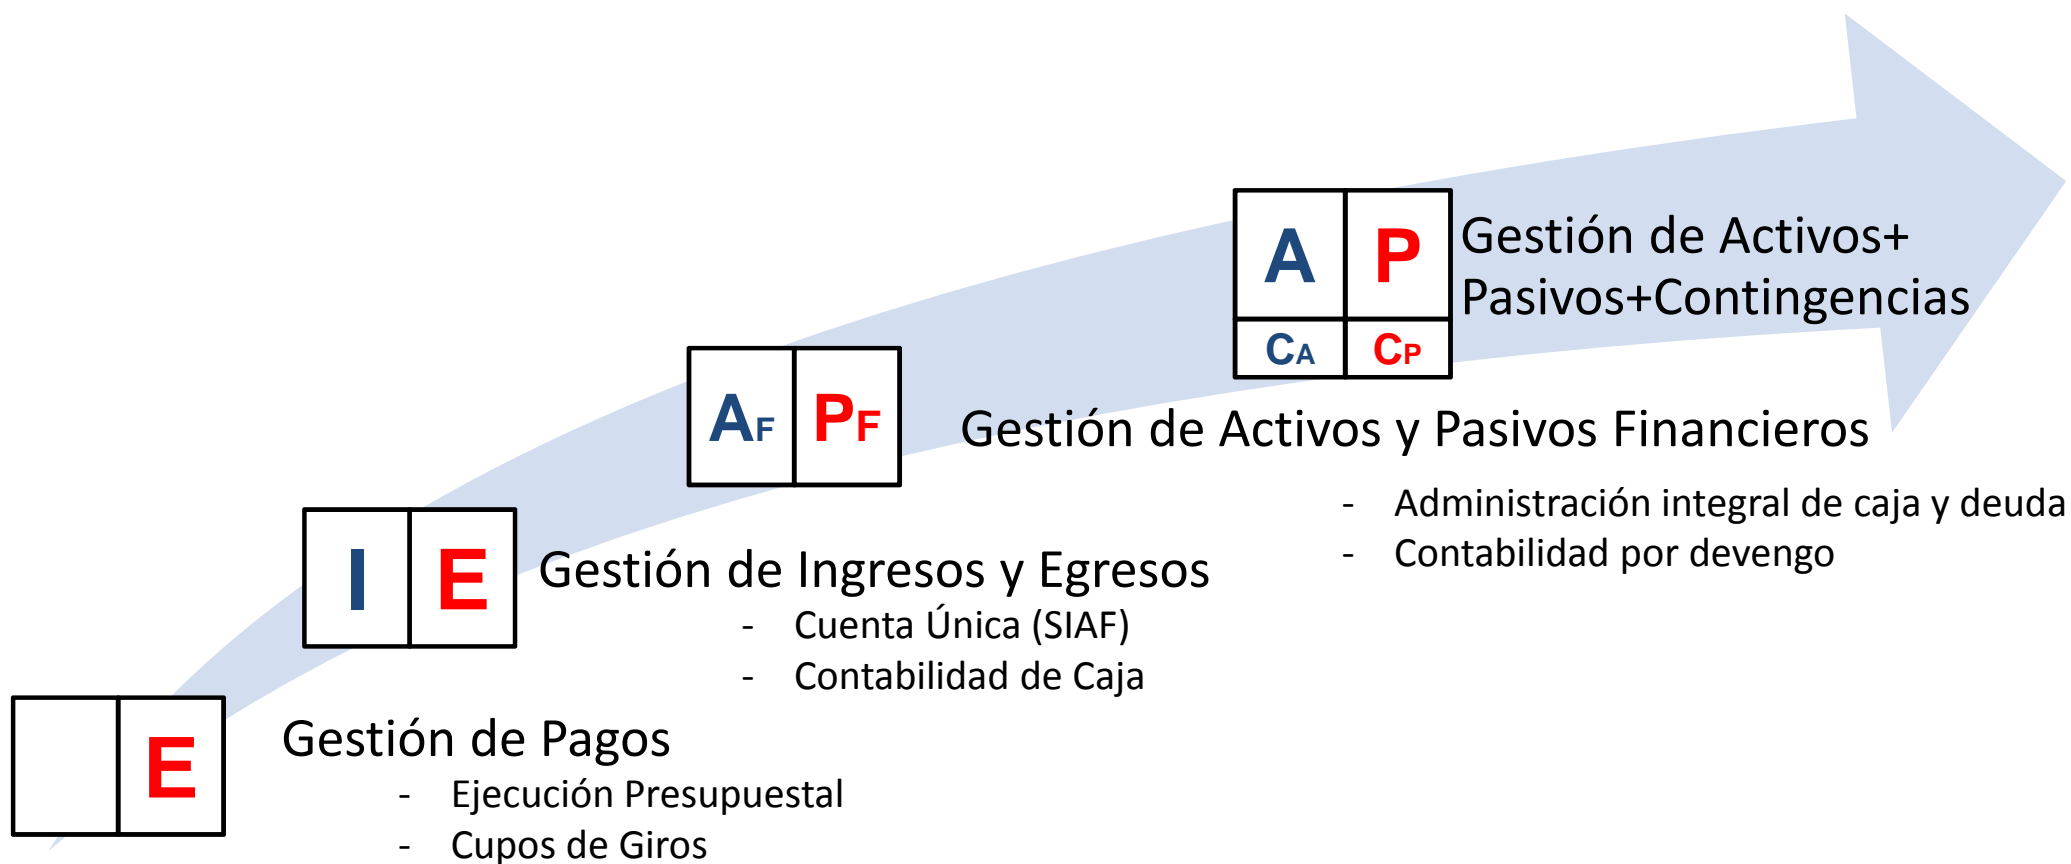 A P
Gestión de Activos+
Pasivos+Contingencias
CA CP
AF PF
Gestión de Activos y Pasivos Financieros
- Administración integral de caja y deuda
- Contabilidad por devengo
I E
Gestión de Ingresos y Egresos
- Cuenta Única (SIAF)
- Contabilidad de Caja
E
Gestión de Pagos
- Ejecución Presupuestal
- Cupos de Giros